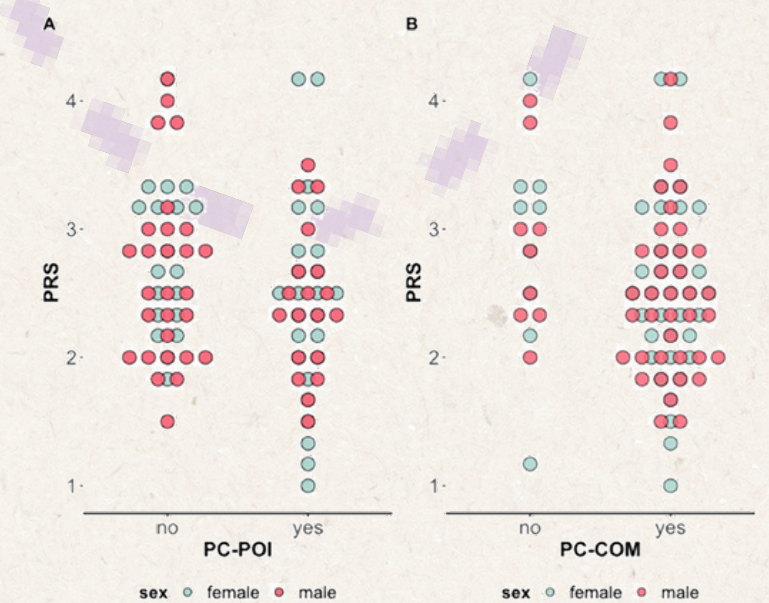 A
B
4
4
3
3
2
2
1
1
PRS
PRS
no
yes
no
yes
PC-POI
PC-COM
sex female male
sex female male